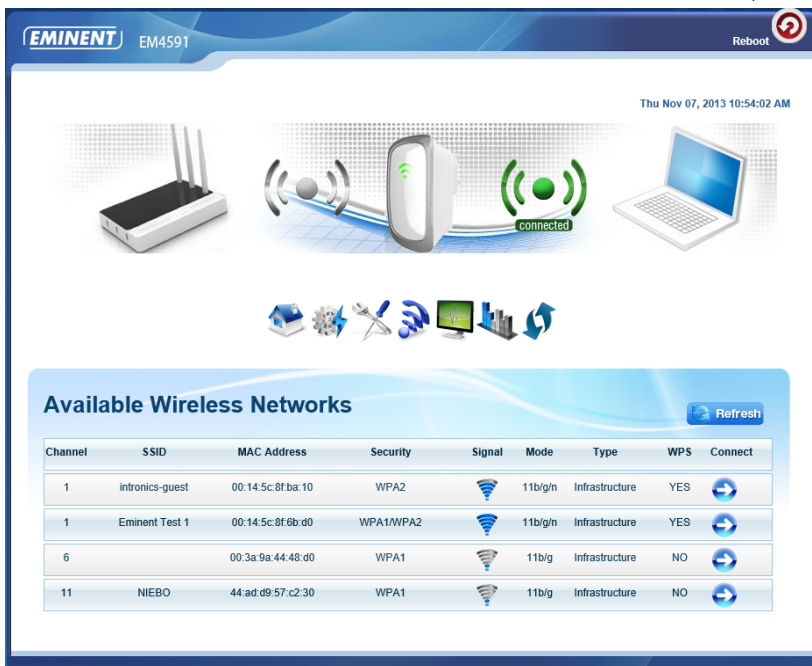 EMINENT EM4591
Reboot
Thu Nov 07, 2013 10:54:02 AM
connected
Available Wireless Networks
Refresh
Channel SSID MAC Address Security Signal Mode Type WPS Connect
1 intronics-guest 00:14:5c:8f:ba:10 WPA2 11b/g/n Infrastructure YES
1 Eminent Test 1 00:14:5c:8f:6b:d0 WPA1/WPA2 11b/g/n Infrastructure YES
6 00:3a:9a:44:48:d0 WPA1 11b/g Infrastructure NO
11 NIEBO 44:ad:d9:57:c2:30 WPA1 11b/g Infrastructure NO